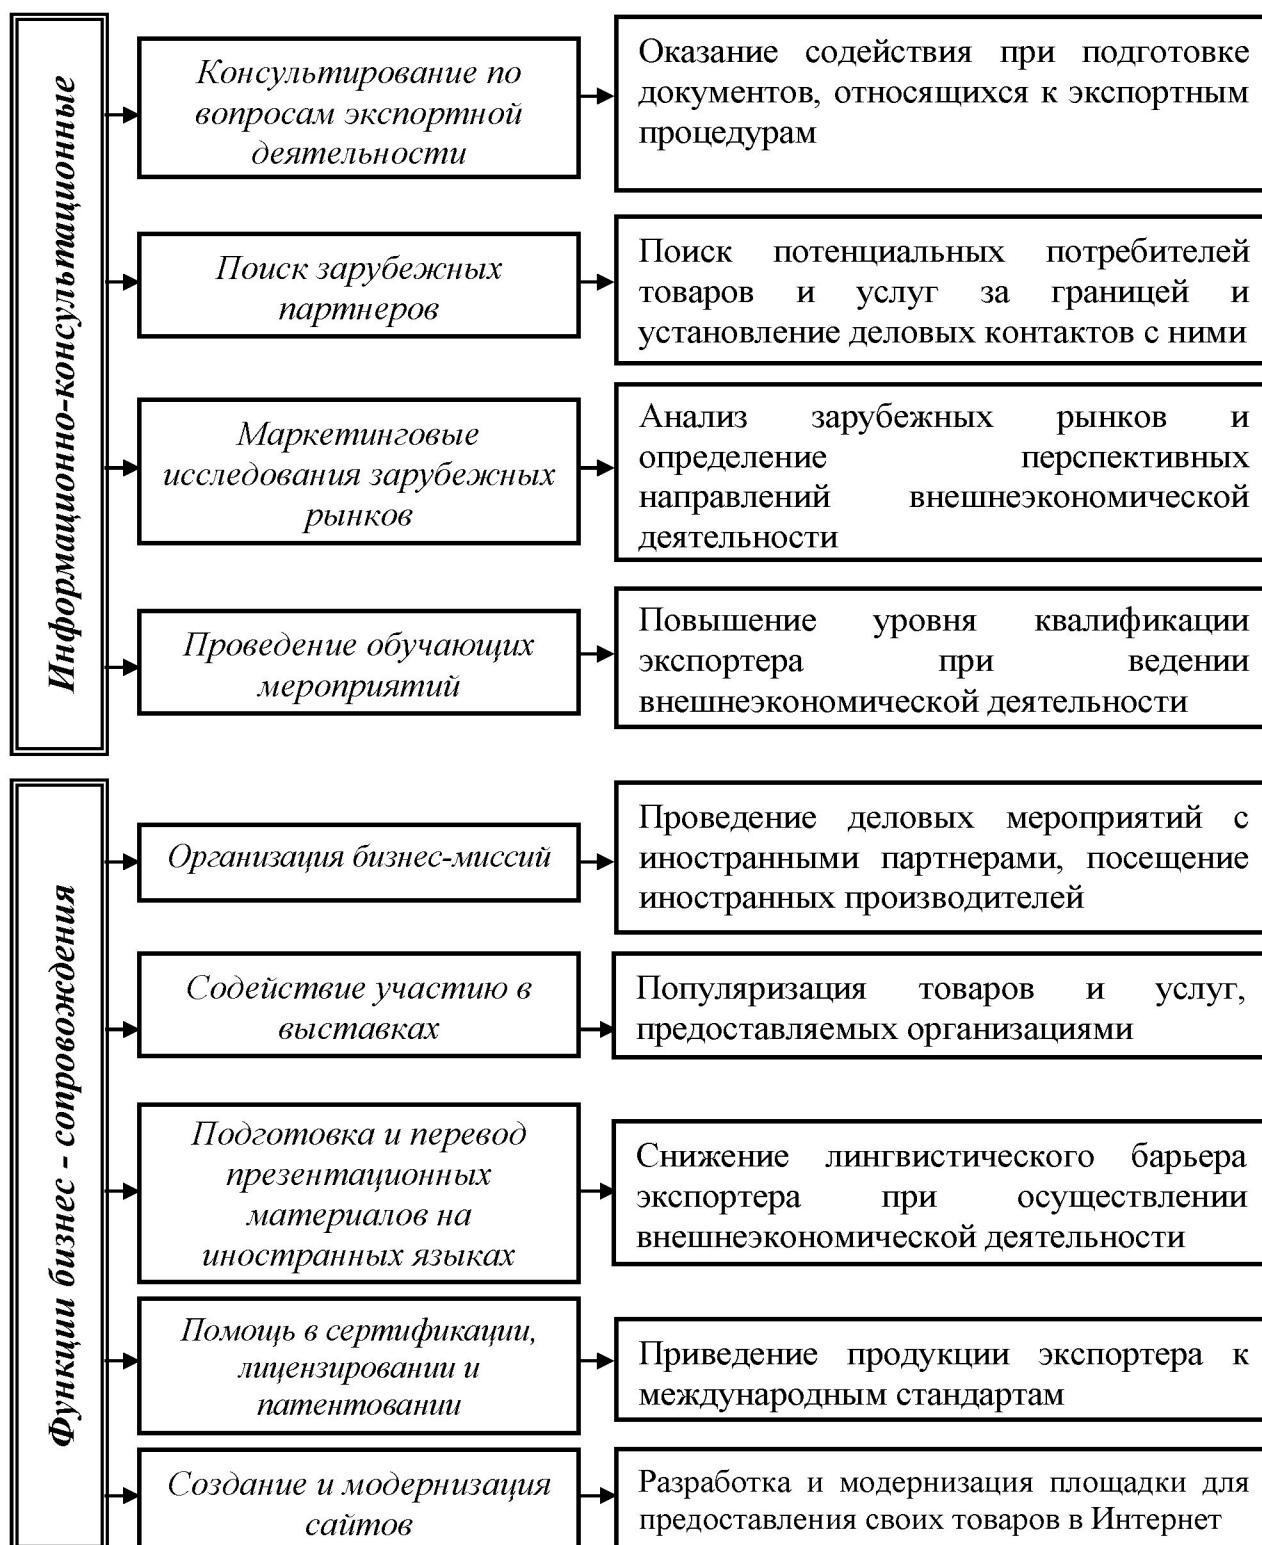 Информационно-консультационные
Консультирование по
вопросам экспортной
деятельности
Оказание содействия при подготовке
документов, относящихся к экспортным
процедурам
Поиск зарубежных
партнеров
Поиск потенциальных потребителей
товаров и услуг за границей и
установление деловых контактов с ними
Маркетинговые
исследования зарубежных
рынков
Анализ зарубежных рынков и
определение перспективных
направлений внешнеэкономической
деятельности
Проведение обучающих
мероприятий
Повышение уровня квалификации
экспортера при ведении
внешнеэкономической деятельности
Функции бизнес - сопровождения
Организация бизнес-миссий
Проведение деловых мероприятий с
иностранными партнерами, посещение
иностранных производителей
Содействие участию в
выставках
Популяризация товаров и услуг,
предоставляемых организациями
Подготовка и перевод
презентационных
материалов на
иностранных языках
Снижение лингвистического барьера
экспортера при осуществлении
внешнеэкономической деятельности
Помощь в сертификации,
лицензировании и
патентовании
Приведение продукции экспортера к
международным стандартам
Создание и модернизация
сайтов
Разработка и модернизация площадки для
предоставления своих товаров в Интернет